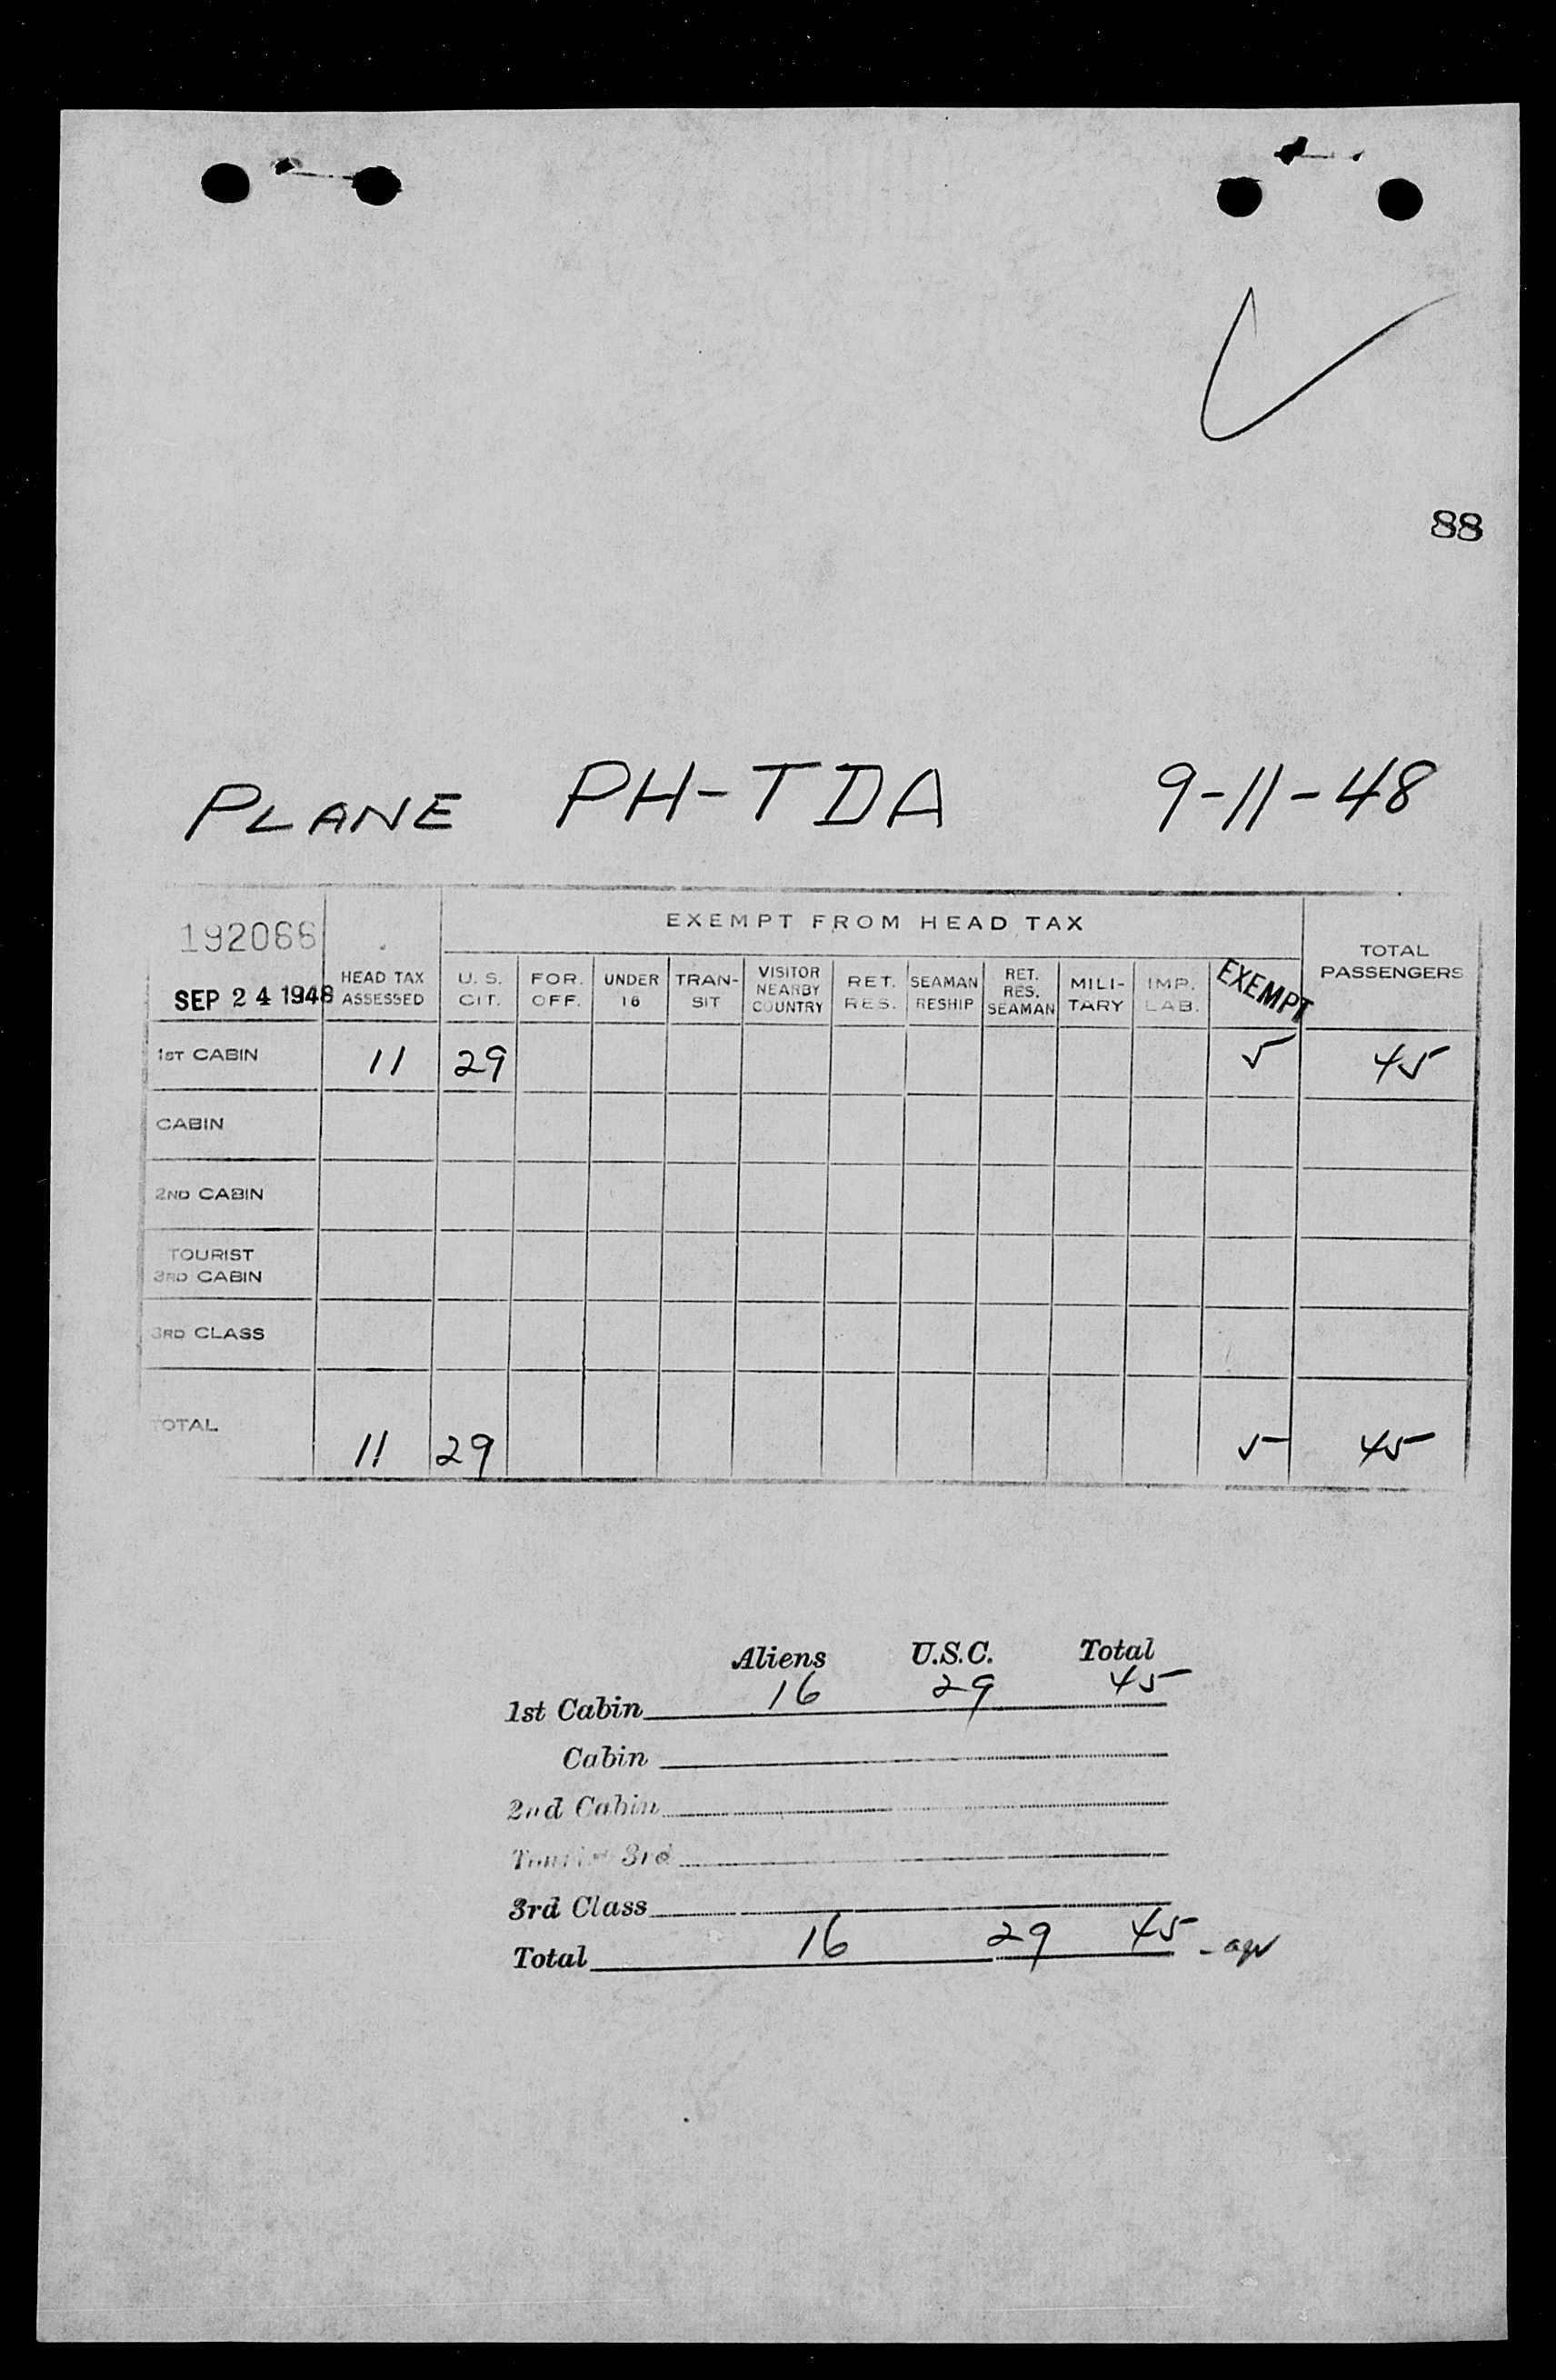 88
PLANE PH-TDA 9-11-48
192066
SEP 24 1948
HEAD TAX ASSESSED
EXEMPT FROM HEAD TAX
U. S. CIT.
FOR. OFF.
UNDER 16
TRAN-SIT
VISITOR NEARBY COUNTRY
RET. RES.
SEAMAN RESHIP
RET. RES. SEAMAN
MILI-TARY
IMP. LAB.
EXEMPT
TOTAL PASSENGERS
1ST CABIN 11 29 5 45
CABIN
2ND CABIN
TOURIST
3RD CABIN
3RD CLASS
TOTAL 11 29 5 45
Aliens U.S.C. Total
1st Cabin 16 29 45
Cabin
2nd Cabin
Tourist 3rd
3rd Class
Total 16 29 45